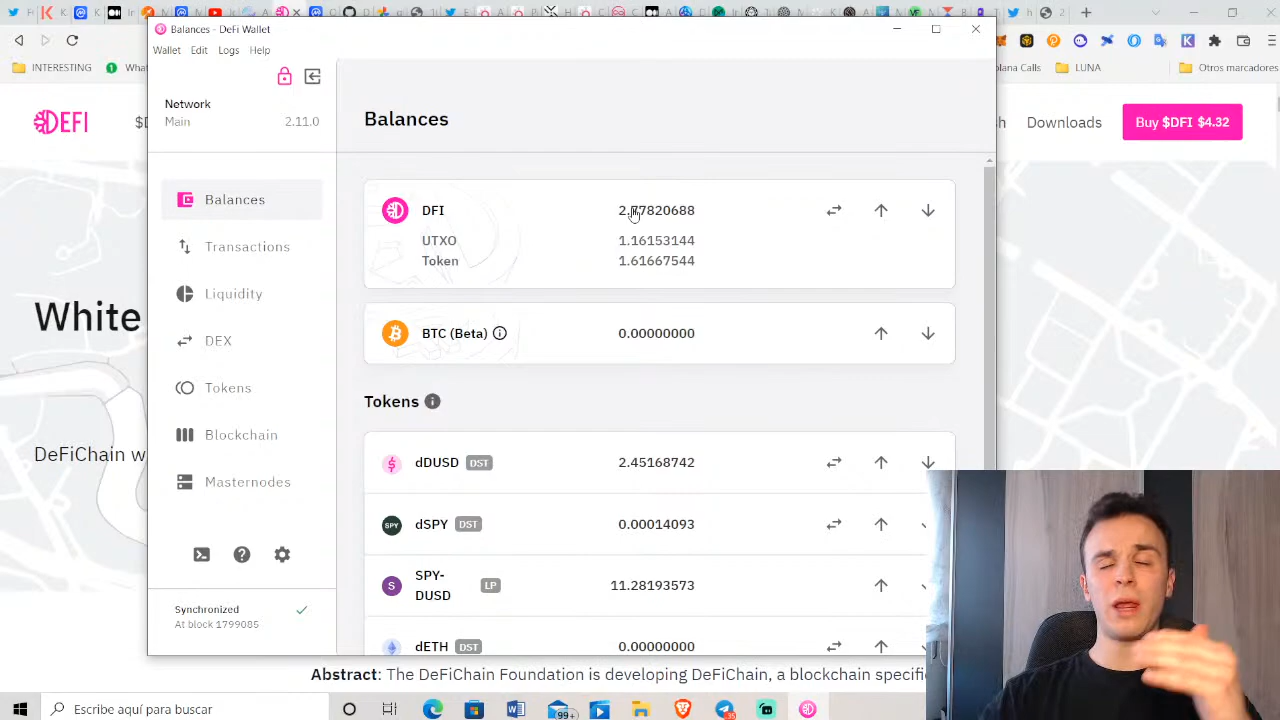 Balances - DeFi Wallet
Wallet Edit Logs Help
INTERESTING
LUNA
Otros marcadores
Network
Main 2.11.0
Balances
DEFI
Downloads
Buy $DFI $4.32
Balances
DFI
UTXO 1.16153144
Token 1.61667544
Transactions
Liquidity
White
BTC (Beta) 0.00000000
DEX
Tokens
Tokens
Blockchain
DeFiChain w
dDUSD DST 2.45168742
Masternodes
dSPY DST 0.00014093
SPY-
DUSD LP 11.28193573
Synchronized
At block 1799085
dETH DST 0.00000000
Abstract: The DeFiChain Foundation is developing DeFiChain, a blockchain specifi
Escribe aquí para buscar
99+